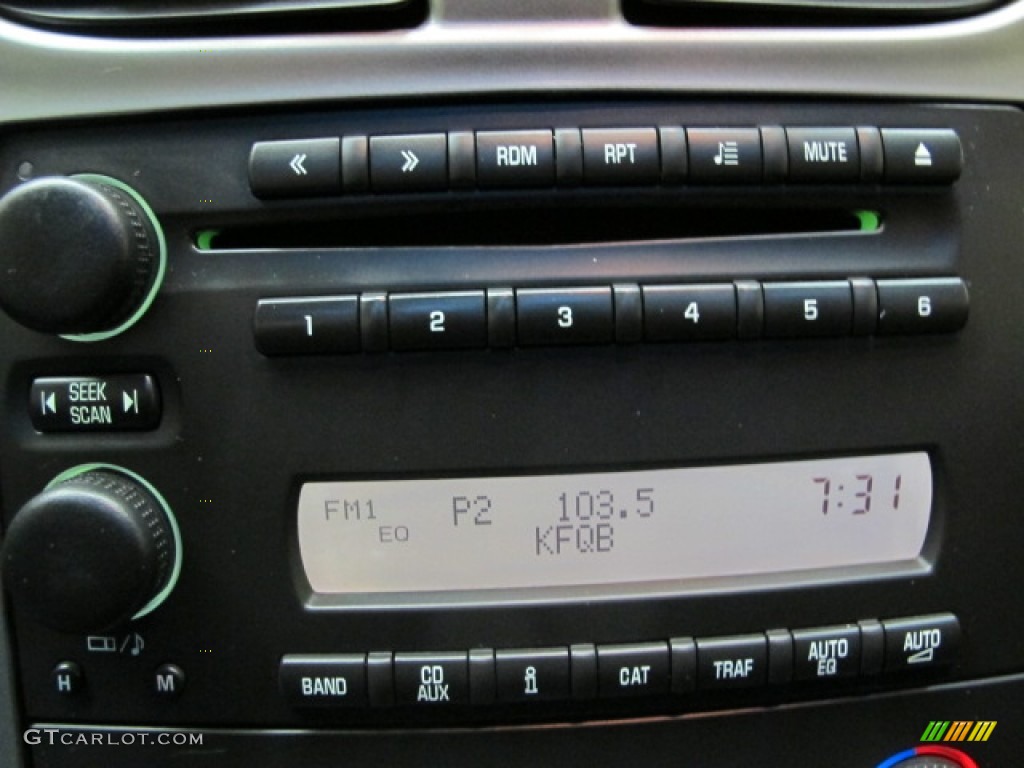 RDM RPT MUTE
1 2 3 4 5 6
SEEK
SCAN
FM1 P2 103.5 7:31
EQ KFQB
H M
BAND CD AUX i CAT TRAF AUTO EQ AUTO
GTCARLOT.COM